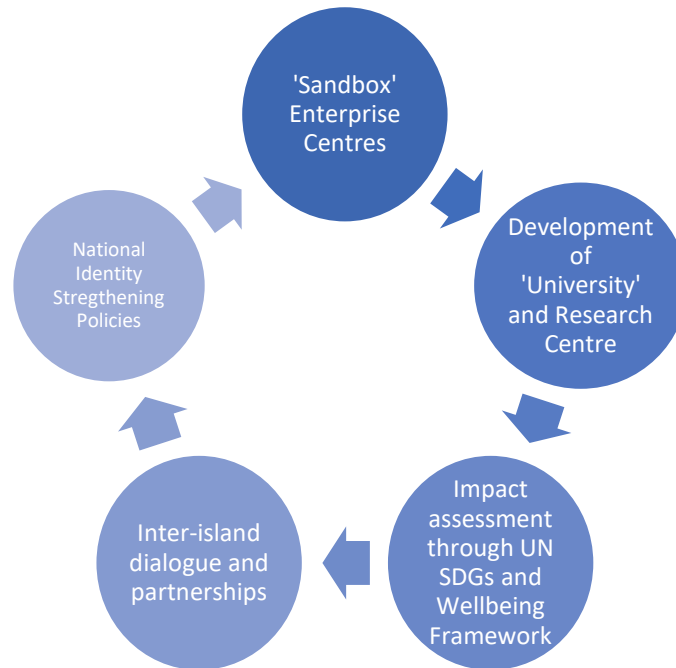 'Sandbox'
Enterprise
Centres
Development
of
'University'
and Research
Centre
Impact
assessment
through UN
SDGs and
Wellbeing
Framework
Inter-island
dialogue and
partnerships
National
Identity
Stregthening
Policies